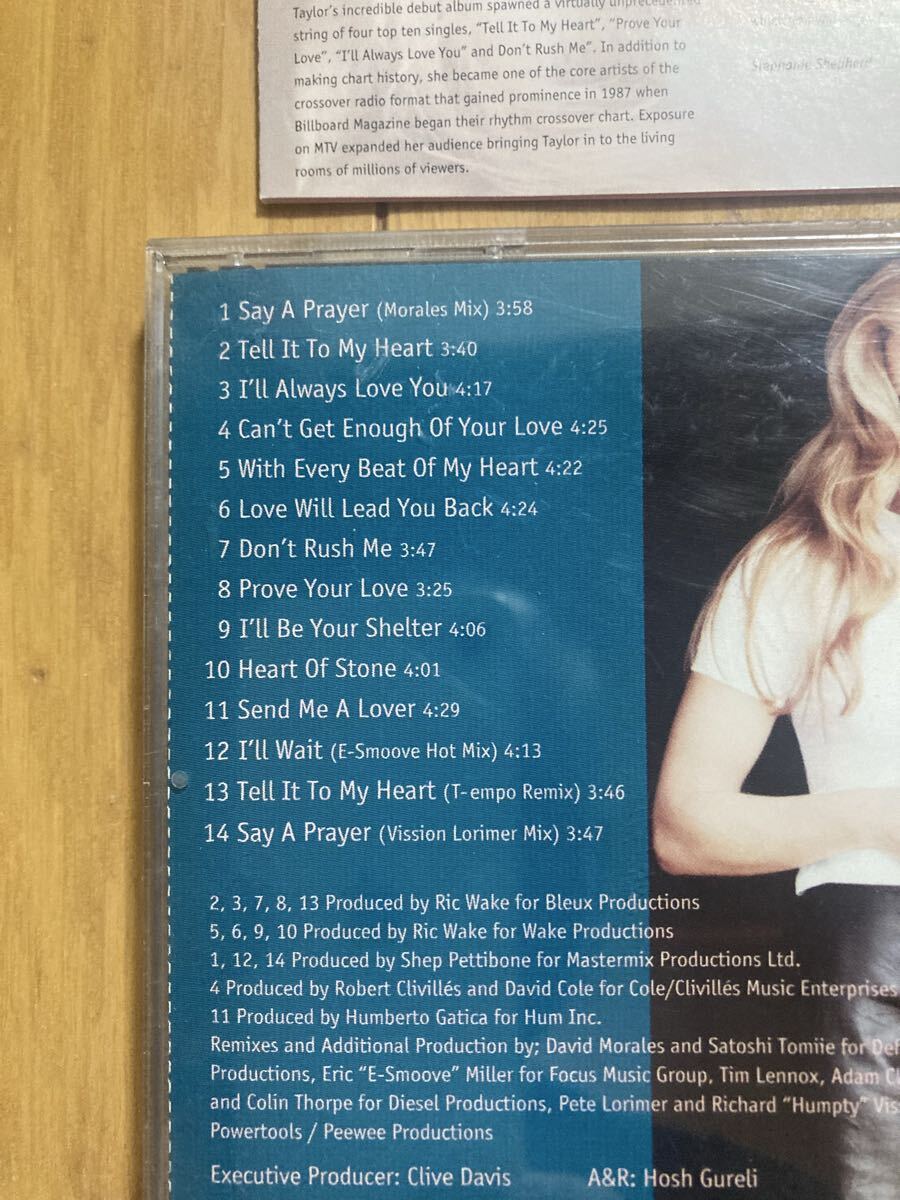 Taylor's incredible debut album spawned a virtually unprecedented
string of four top ten singles, "Tell It To My Heart", "Prove Your
Love", "I'll Always Love You" and Don't Rush Me". In addition to
making chart history, she became one of the core artists of the
crossover radio format that gained prominence in 1987 when
Billboard Magazine began their rhythm crossover chart. Exposure
on MTV expanded her audience bringing Taylor in to the living
rooms of millions of viewers.
Stephanie Shepherd
1 Say A Prayer (Morales Mix) 3:58
2 Tell It To My Heart 3:40
3 I'll Always Love You 4:17
4 Can't Get Enough Of Your Love 4:25
5 With Every Beat Of My Heart 4:22
6 Love Will Lead You Back 4:24
7 Don't Rush Me 3:47
8 Prove Your Love 3:25
9 I'll Be Your Shelter 4:06
10 Heart Of Stone 4:01
11 Send Me A Lover 4:29
12 I'll Wait (E-Smoove Hot Mix) 4:13
13 Tell It To My Heart (T-empo Remix) 3:46
14 Say A Prayer (Vission Lorimer Mix) 3:47
2, 3, 7, 8, 13 Produced by Ric Wake for Bleux Productions
5, 6, 9, 10 Produced by Ric Wake for Wake Productions
1, 12, 14 Produced by Shep Pettibone for Mastermix Productions Ltd.
4 Produced by Robert Clivillés and David Cole for Cole/Clivillés Music Enterprises
11 Produced by Humberto Gatica for Hum Inc.
Remixes and Additional Production by; David Morales and Satoshi Tomiie for Def
Productions, Eric "E-Smoove" Miller for Focus Music Group, Tim Lennox, Adam Cl
and Colin Thorpe for Diesel Productions, Pete Lorimer and Richard "Humpty" Vis
Powertools / Peewee Productions
Executive Producer: Clive Davis A&R: Hosh Gureli